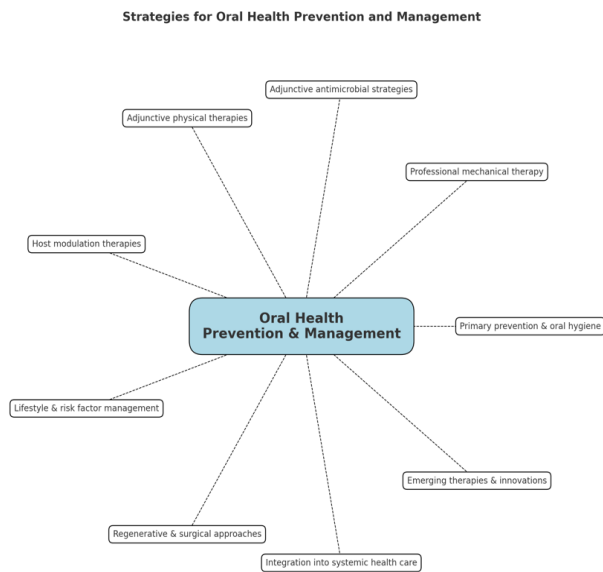 Strategies for Oral Health Prevention and Management
Adjunctive antimicrobial strategies
Adjunctive physical therapies
Professional mechanical therapy
Host modulation therapies
Oral Health
Prevention & Management
Primary prevention & oral hygiene
Lifestyle & risk factor management
Emerging therapies & innovations
Regenerative & surgical approaches
Integration into systemic health care